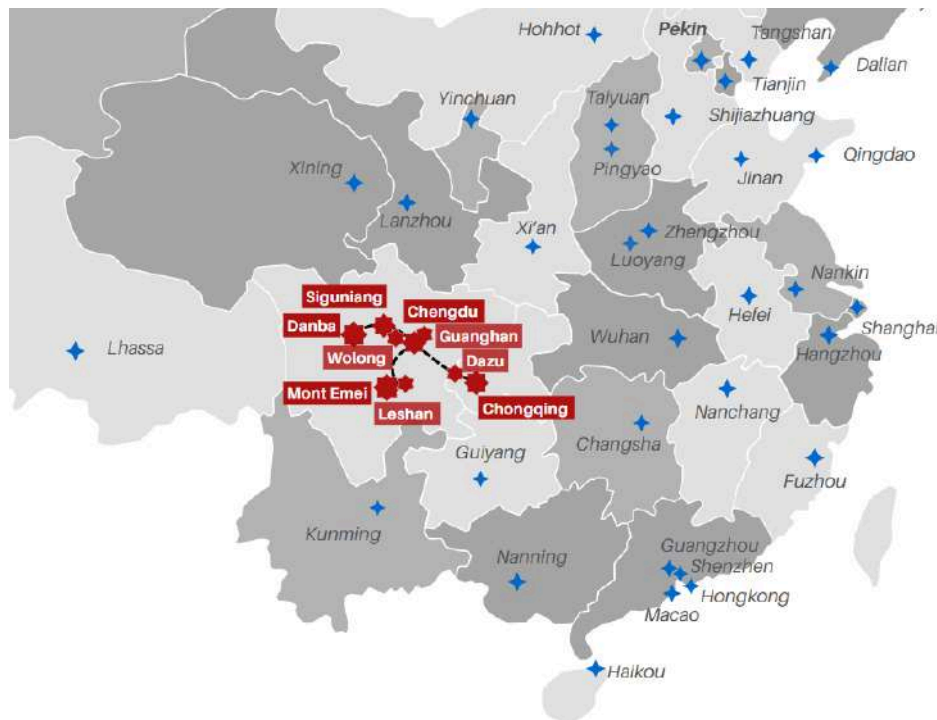 Hohhot
Pekin
Tangshan
Dalian
Tianjin
Yinchuan
Taiyuan
Shijiazhuang
Qingdao
Xining
Pingyao
Jinan
Lanzhou
Xi'an
Zhengzhou
Luoyang
Nankin
Siguniang
Chengdu
Hefei
Shanghai
Danba
Guanghan
Wuhan
Hangzhou
Lhassa
Wolong
Dazu
Mont Emei
Leshan
Chongqing
Nanchang
Changsha
Guiyang
Fuzhou
Kunming
Guangzhou
Nanning
Shenzhen
Hongkong
Macao
Haikou